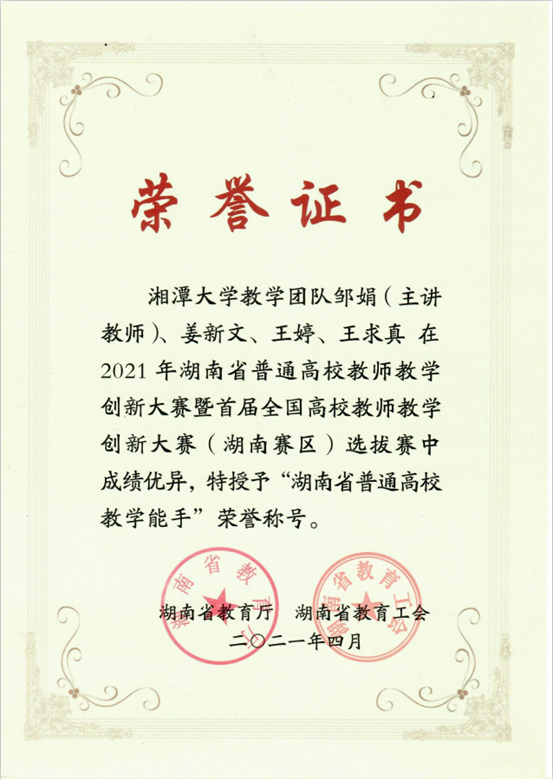 荣誉证书
湘潭大学教学团队邹娟（主讲
教师）、姜新文、王婷、王求真 在
2021年湖南省普通高校教师教学
创新大赛暨首届全国高校教师教学
创新大赛（湖南赛区）选拔赛中
成绩优异，特授予“湖南省普通高校
教学能手”荣誉称号。
湖南省教育厅 湖南省教育工会
二〇二一年四月
湖南省教育厅
湖南省教育工会